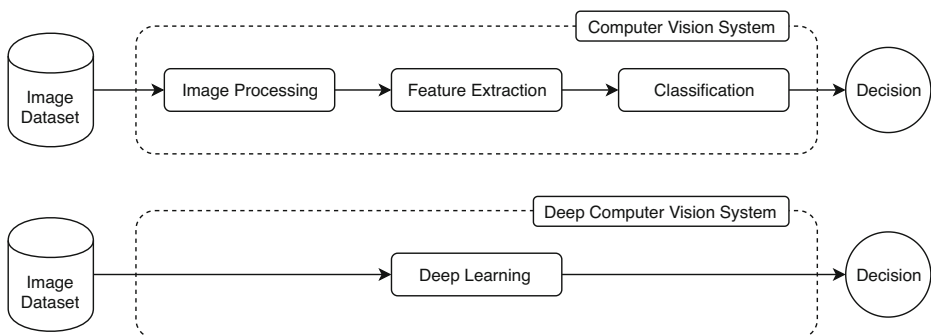 Computer Vision System
Image
Dataset
Image Processing
Feature Extraction
Classification
Decision
Deep Computer Vision System
Image
Dataset
Deep Learning
Decision